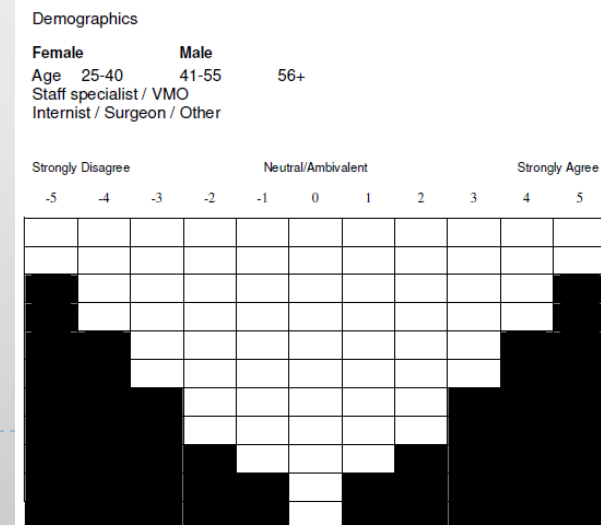 Demographics
Female Male
Age 25-40 41-55 56+
Staff specialist / VMO
Internist / Surgeon / Other
Strongly Disagree Neutral/Ambivalent Strongly Agree
-5 -4 -3 -2 -1 0 1 2 3 4 5